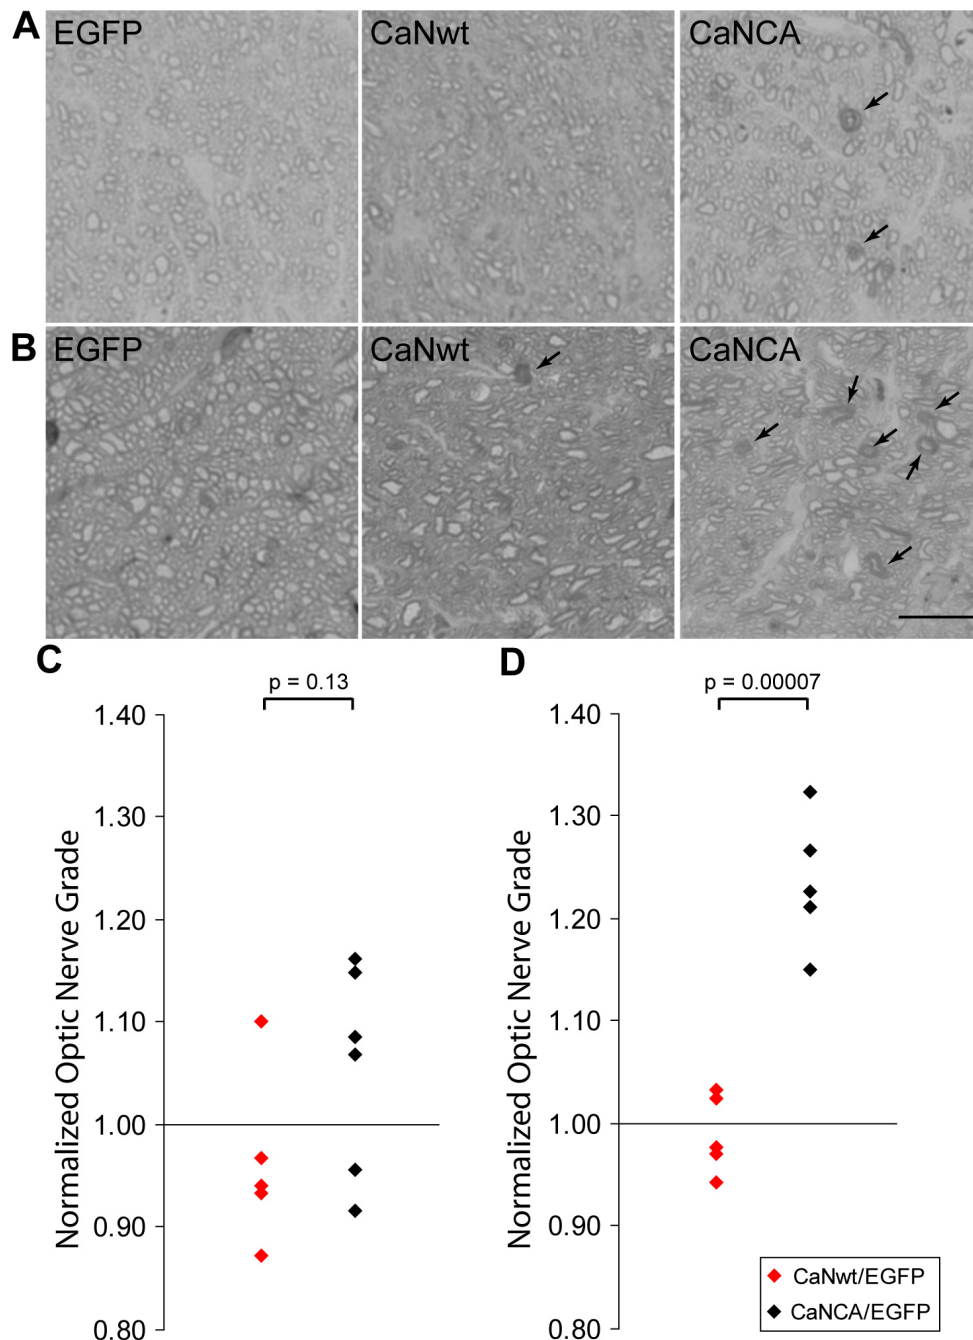 A
EGFP
CaNwt
CaNCA
B
EGFP
CaNwt
CaNCA
C
p = 0.13
1.40
1.30
1.20
1.10
1.00
0.90
0.80
Normalized Optic Nerve Grade
D
p = 0.00007
1.40
1.30
1.20
1.10
1.00
0.90
0.80
Normalized Optic Nerve Grade
CaNwt/EGFP
CaNCA/EGFP